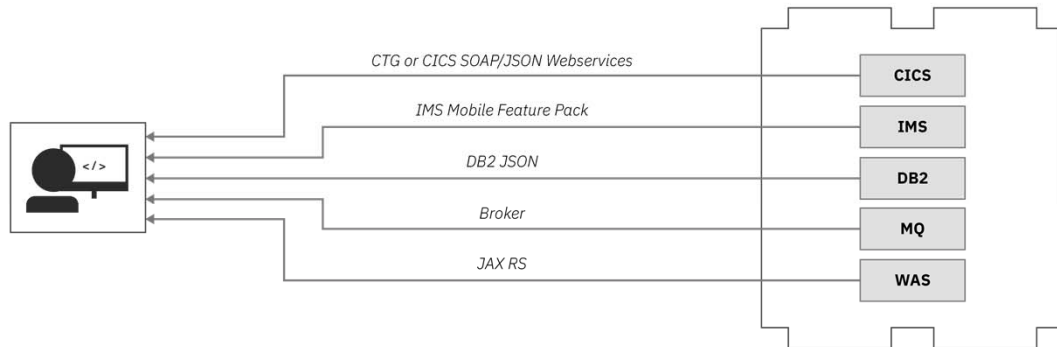 CTG or CICS SOAP/JSON Webservices
CICS
IMS Mobile Feature Pack
IMS
</>
DB2 JSON
DB2
Broker
MQ
JAX RS
WAS